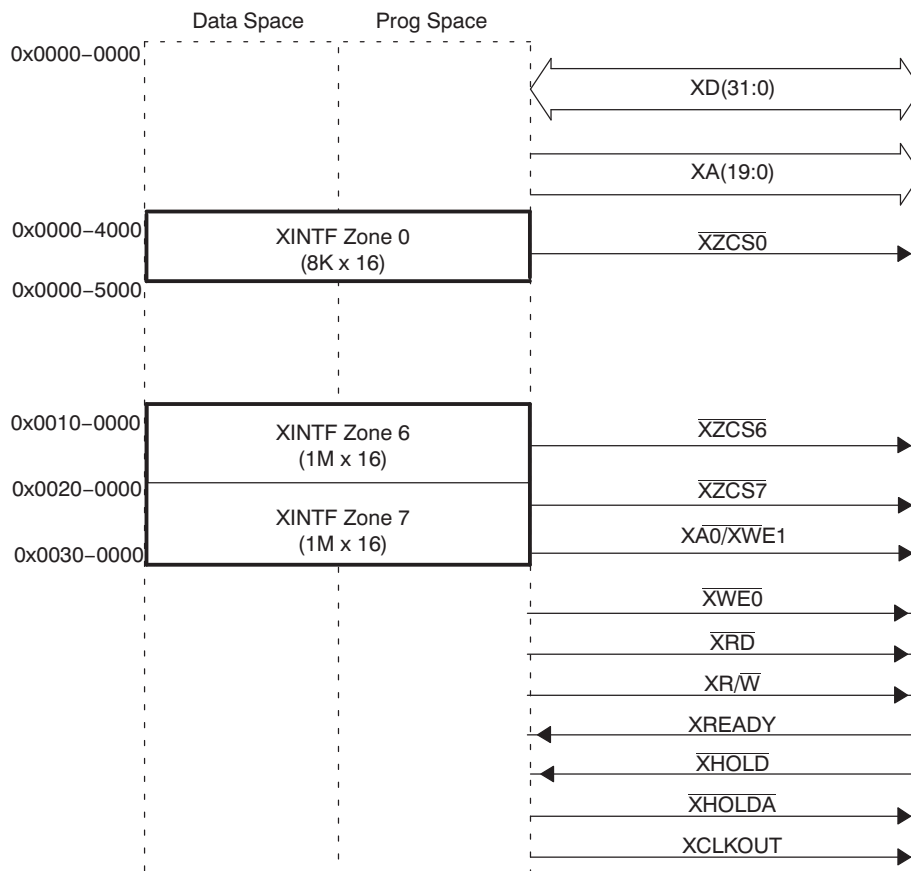 Data Space Prog Space
0x0000−0000
XD(31:0)
XA(19:0)
0x0000−4000
XINTF Zone 0
(8K x 16)
XZCS0
0x0000−5000
0x0010−0000
XINTF Zone 6
(1M x 16)
XZCS6
0x0020−0000
XZCS7
XINTF Zone 7
(1M x 16)
XA0/XWE1
0x0030−0000
XWE0
XRD
XR/W
XREADY
XHOLD
XHOLDA
XCLKOUT